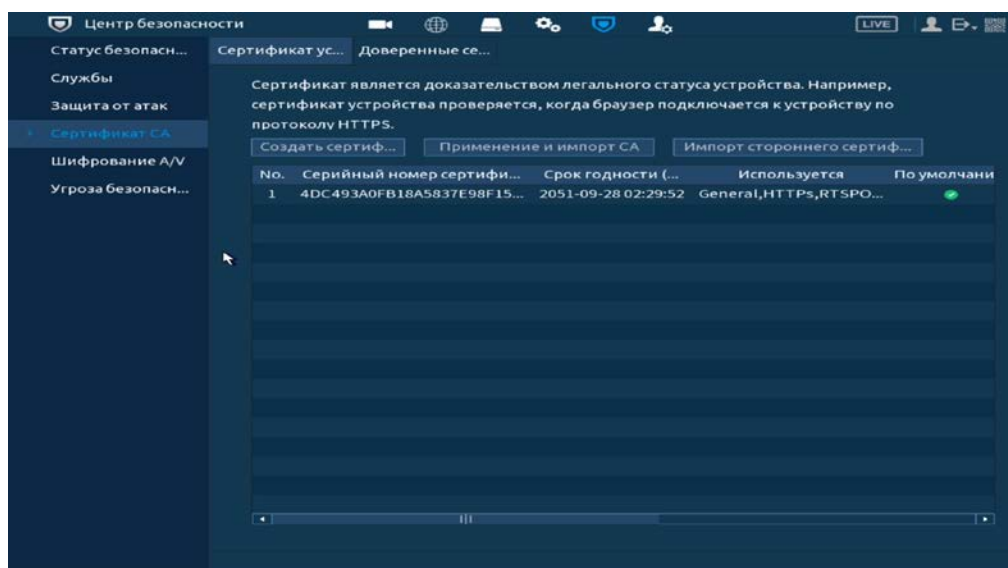 Центр безопасности
LIVE
Статус безопасн...
Службы
Защита от атак
Сертификат CA
Шифрование A/V
Угроза безопасн...
Сертификат ус... Доверенные се...
Сертификат является доказательством легального статуса устройства. Например,
сертификат устройства проверяется, когда браузер подключается к устройству по
протоколу HTTPS.
Создать сертиф... Применение и импорт CA Импорт стороннего сертиф...
No. Серийный номер сертифи... Срок годности (... Используется По умолчани
1 4DC493A0FB18A5837E98F15... 2051-09-28 02:29:52 General,HTTPs,RTSPO...